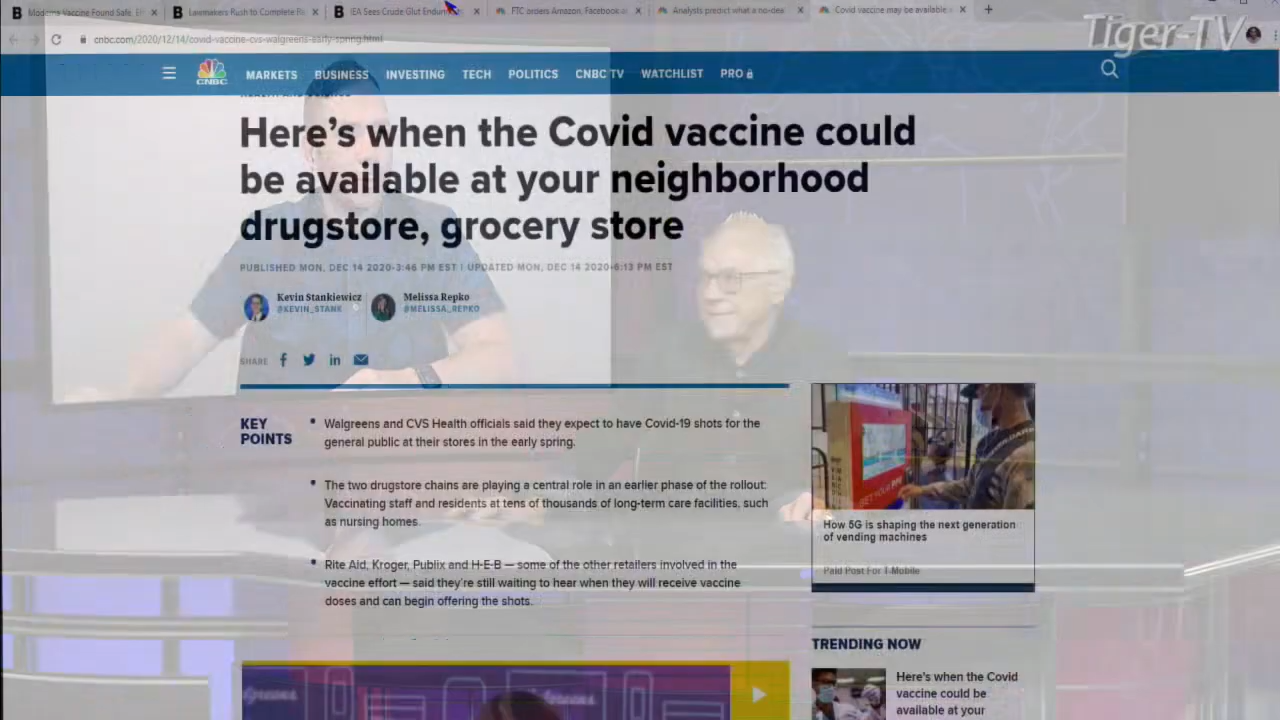 Moderna Vaccine Found Safe, E
Lawmakers Rush to Complete R
IEA Sees Crude Glut Endur
FTC orders Amazon, Facebook o
Analysts predict what a no-dea
Covid vaccine may be available
Tiger-TV
cnbc.com/2020/12/14/covid-vaccine-cvs-walgreens-early-spring.html
CNBC
MARKETS BUSINESS INVESTING TECH POLITICS CNBC TV WATCHLIST PRO
HEALTH AND SCIENCE
Here's when the Covid vaccine could
be available at your neighborhood
drugstore, grocery store
PUBLISHED MON, DEC 14 2020•3:46 PM EST | UPDATED MON, DEC 14 2020•6:13 PM EST
Kevin Stankiewicz
@KEVIN_STANK
Melissa Repko
@MELISSA_REPKO
SHARE
KEY
POINTS
• Walgreens and CVS Health officials said they expect to have Covid-19 shots for the
general public at their stores in the early spring.
• The two drugstore chains are playing a central role in an earlier phase of the rollout:
Vaccinating staff and residents at tens of thousands of long-term care facilities, such
as nursing homes.
• Rite Aid, Kroger, Publix and H-E-B — some of the other retailers involved in the
vaccine effort — said they're still waiting to hear when they will receive vaccine
doses and can begin offering the shots.
How 5G is shaping the next generation
of vending machines
Paid Post For T-Mobile
TRENDING NOW
Here's when the Covid
vaccine could be
available at your